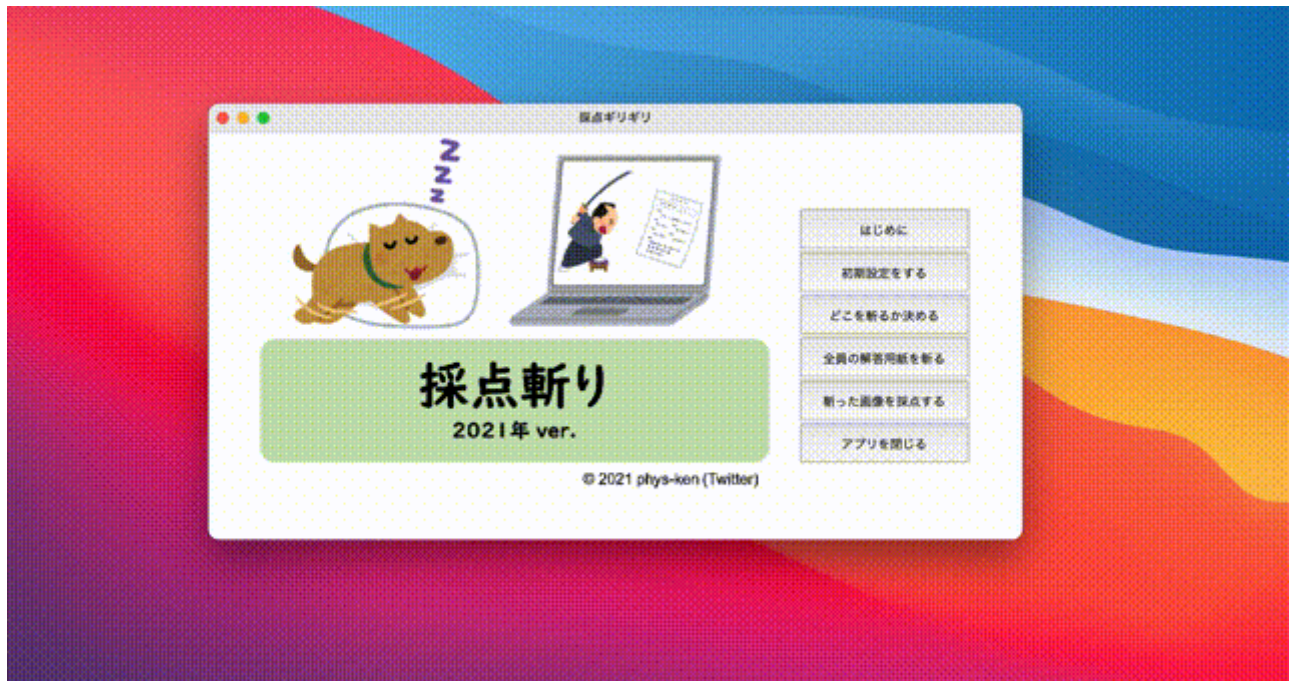 採点ギリギリ
Z
Z
Z
採点斬り
2021年 ver.
© 2021 phys-ken (Twitter)
はじめに
初期設定をする
どこを斬るか決める
全員の解答用紙を斬る
斬った画像を採点する
アプリを閉じる